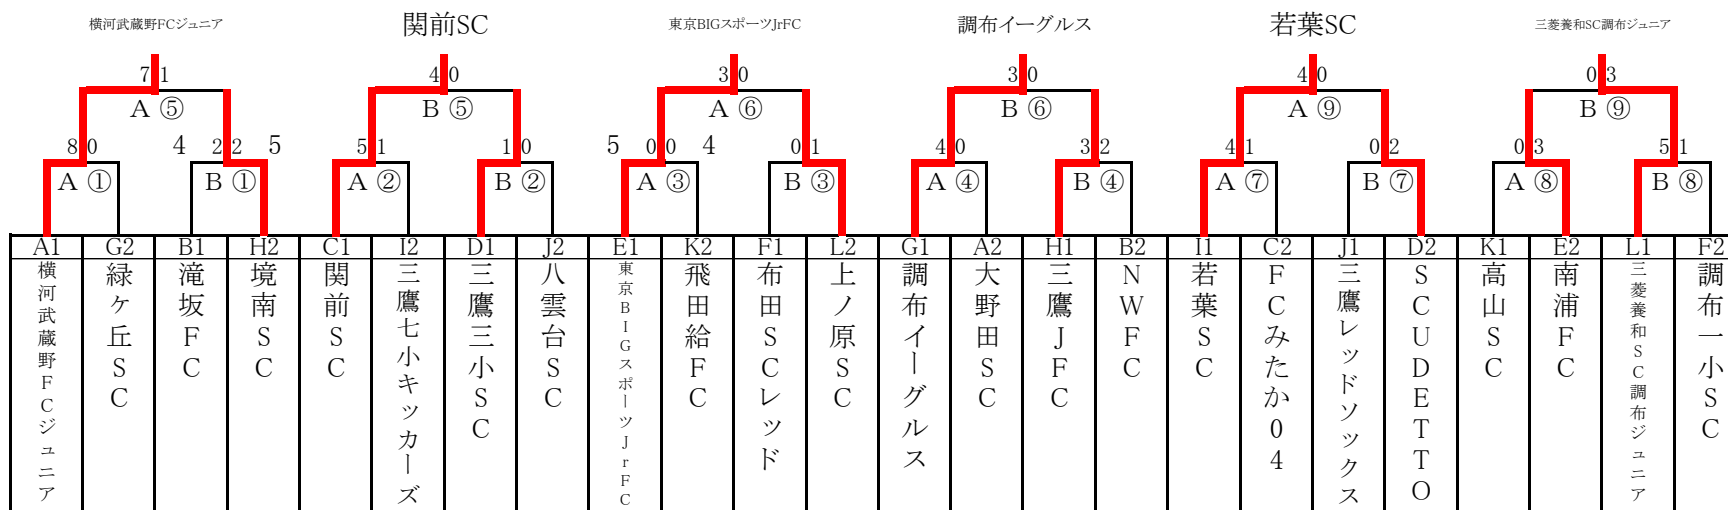 横河武蔵野FCジュニア 関前SC 東京BIGスポーツJrFC 調布イーグルス 若葉SC 三菱養和SC調布ジュニア
7 1 4 0 3 0 3 0 4 0 0 3
A ⑤ B ⑤ A ⑥ B ⑥ A ⑨ B ⑨
8 0 4 2 2 5 5 1 1 0 5 0 0 4 0 1 4 0 3 2 4 1 0 2 0 3 5 1
A ① B ① A ② B ② A ③ B ③ A ④ B ④ A ⑦ B ⑦ A ⑧ B ⑧
A1 G2 B1 H2 C1 I2 D1 J2 E1 K2 F1 L2 G1 A2 H1 B2 I1 C2 J1 D2 K1 E2 L1 F2
横河武蔵野FCジュニア
緑ヶ丘SC
滝坂FC
境南SC
関前SC
三鷹七小キッカーズ
三鷹三小SC
八雲台SC
東京BIGスポーツJrFC
飛田給FC
布田SCレッド
上ノ原SC
調布イーグルス
大野田SC
三鷹JFC
NWFC
若葉SC
FCみたか04
三鷹レッドソックス
SCUDETTO
高山SC
南浦FC
三菱養和SC調布ジュニア
調布一小SC